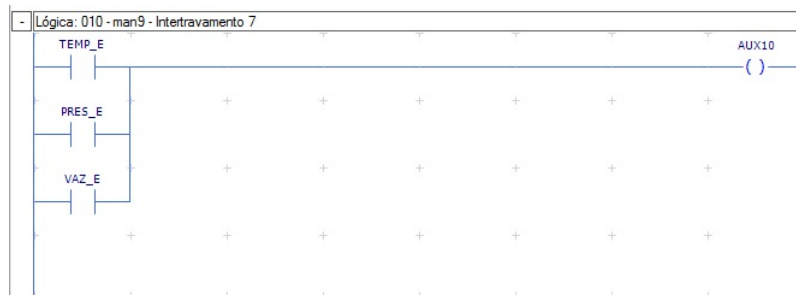 Lógica: 010 - man9 - Intertravamento 7
TEMP_E
AUX10
PRES_E
VAZ_E